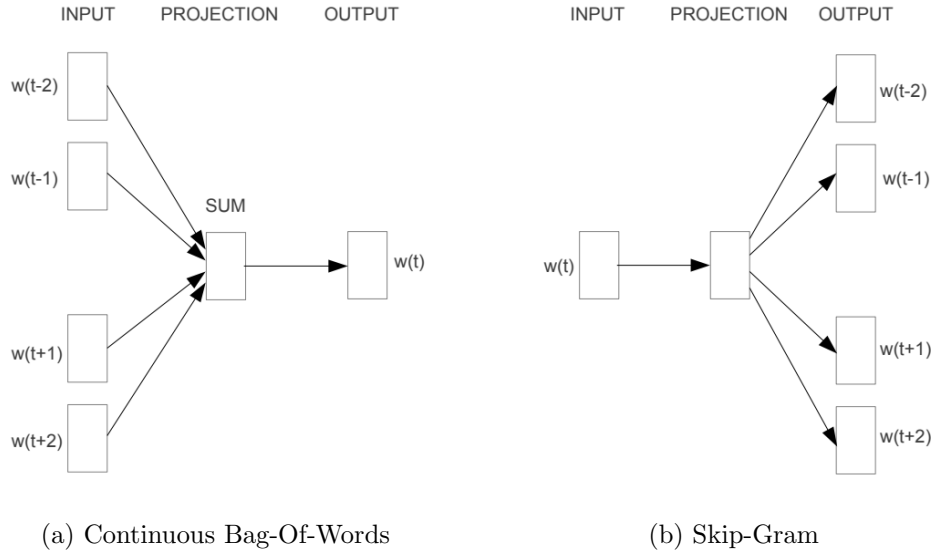 INPUT PROJECTION OUTPUT
w(t-2)
w(t-1)
SUM
w(t)
w(t+1)
w(t+2)
(a) Continuous Bag-Of-Words
INPUT PROJECTION OUTPUT
w(t-2)
w(t-1)
w(t)
w(t+1)
w(t+2)
(b) Skip-Gram